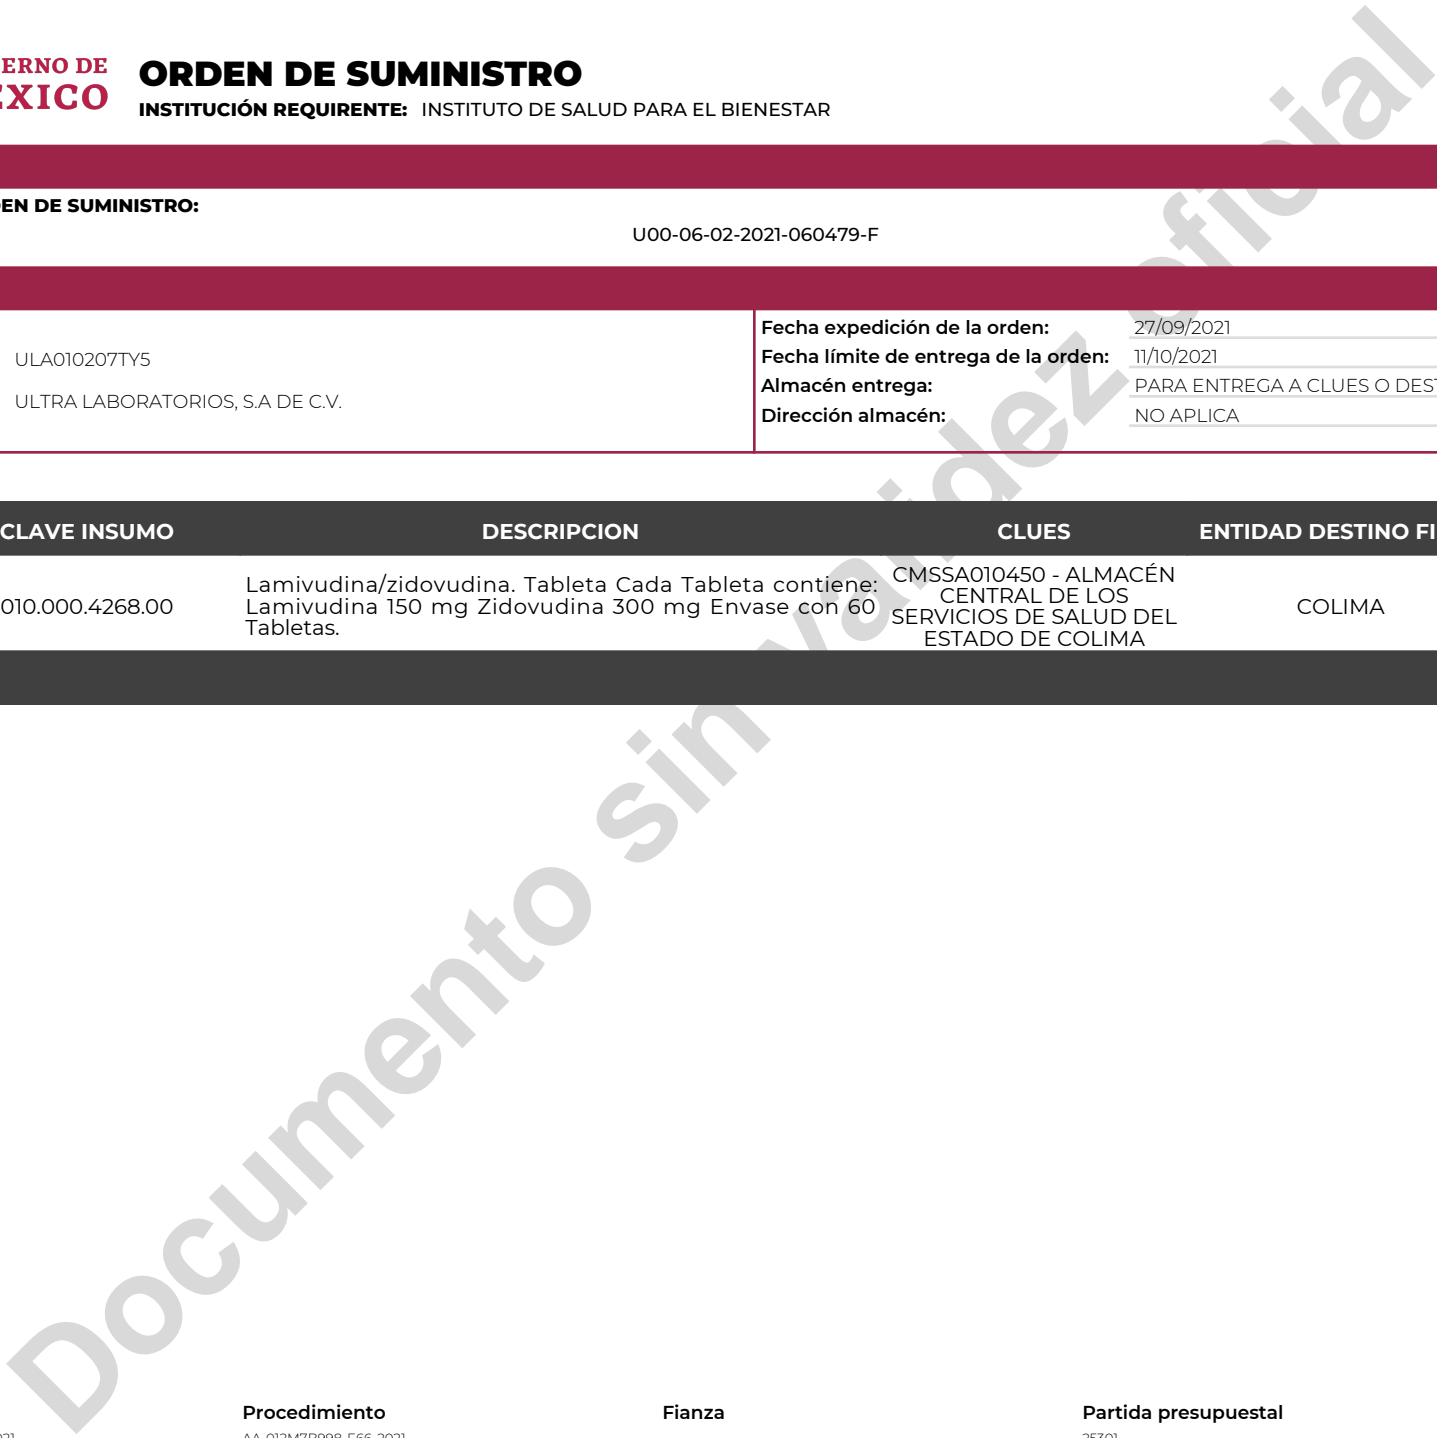 ERNO DE
EXICO
ORDEN DE SUMINISTRO
INSTITUCIÓN REQUIRENTE: INSTITUTO DE SALUD PARA EL BIENESTAR
EN DE SUMINISTRO:
U00-06-02-2021-060479-F
ULA010207TY5
ULTRA LABORATORIOS, S.A DE C.V.
Fecha expedición de la orden: 27/09/2021
Fecha límite de entrega de la orden: 11/10/2021
Almacén entrega: PARA ENTREGA A CLUES O DEST
Dirección almacén: NO APLICA
CLAVE INSUMO DESCRIPCION CLUES ENTIDAD DESTINO FI
010.000.4268.00
Lamivudina/zidovudina. Tableta Cada Tableta contiene:
Lamivudina 150 mg Zidovudina 300 mg Envase con 60
Tabletas.
CMSSA010450 - ALMACÉN
CENTRAL DE LOS
SERVICIOS DE SALUD DEL
ESTADO DE COLIMA
COLIMA
Documento sin validez oficial
Procedimiento Fianza Partida presupuestal